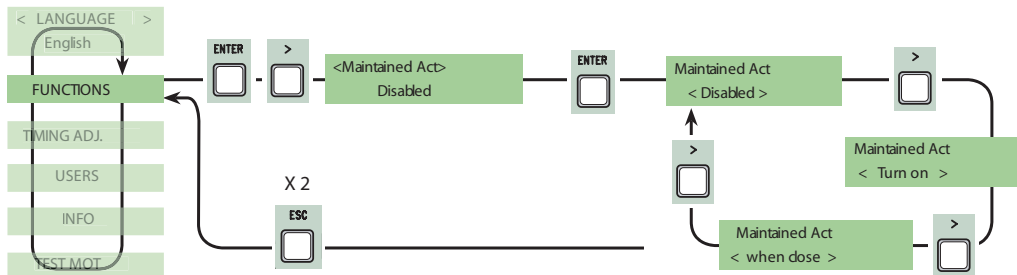 < LANGUAGE >
English
FUNCTIONS
TIMING ADJ.
USERS
INFO
TEST MOT
ENTER
>
<Maintained Act>
Disabled
ENTER
Maintained Act
< Disabled >
>
Maintained Act
< Turn on >
>
Maintained Act
< when close >
>
X 2
ESC